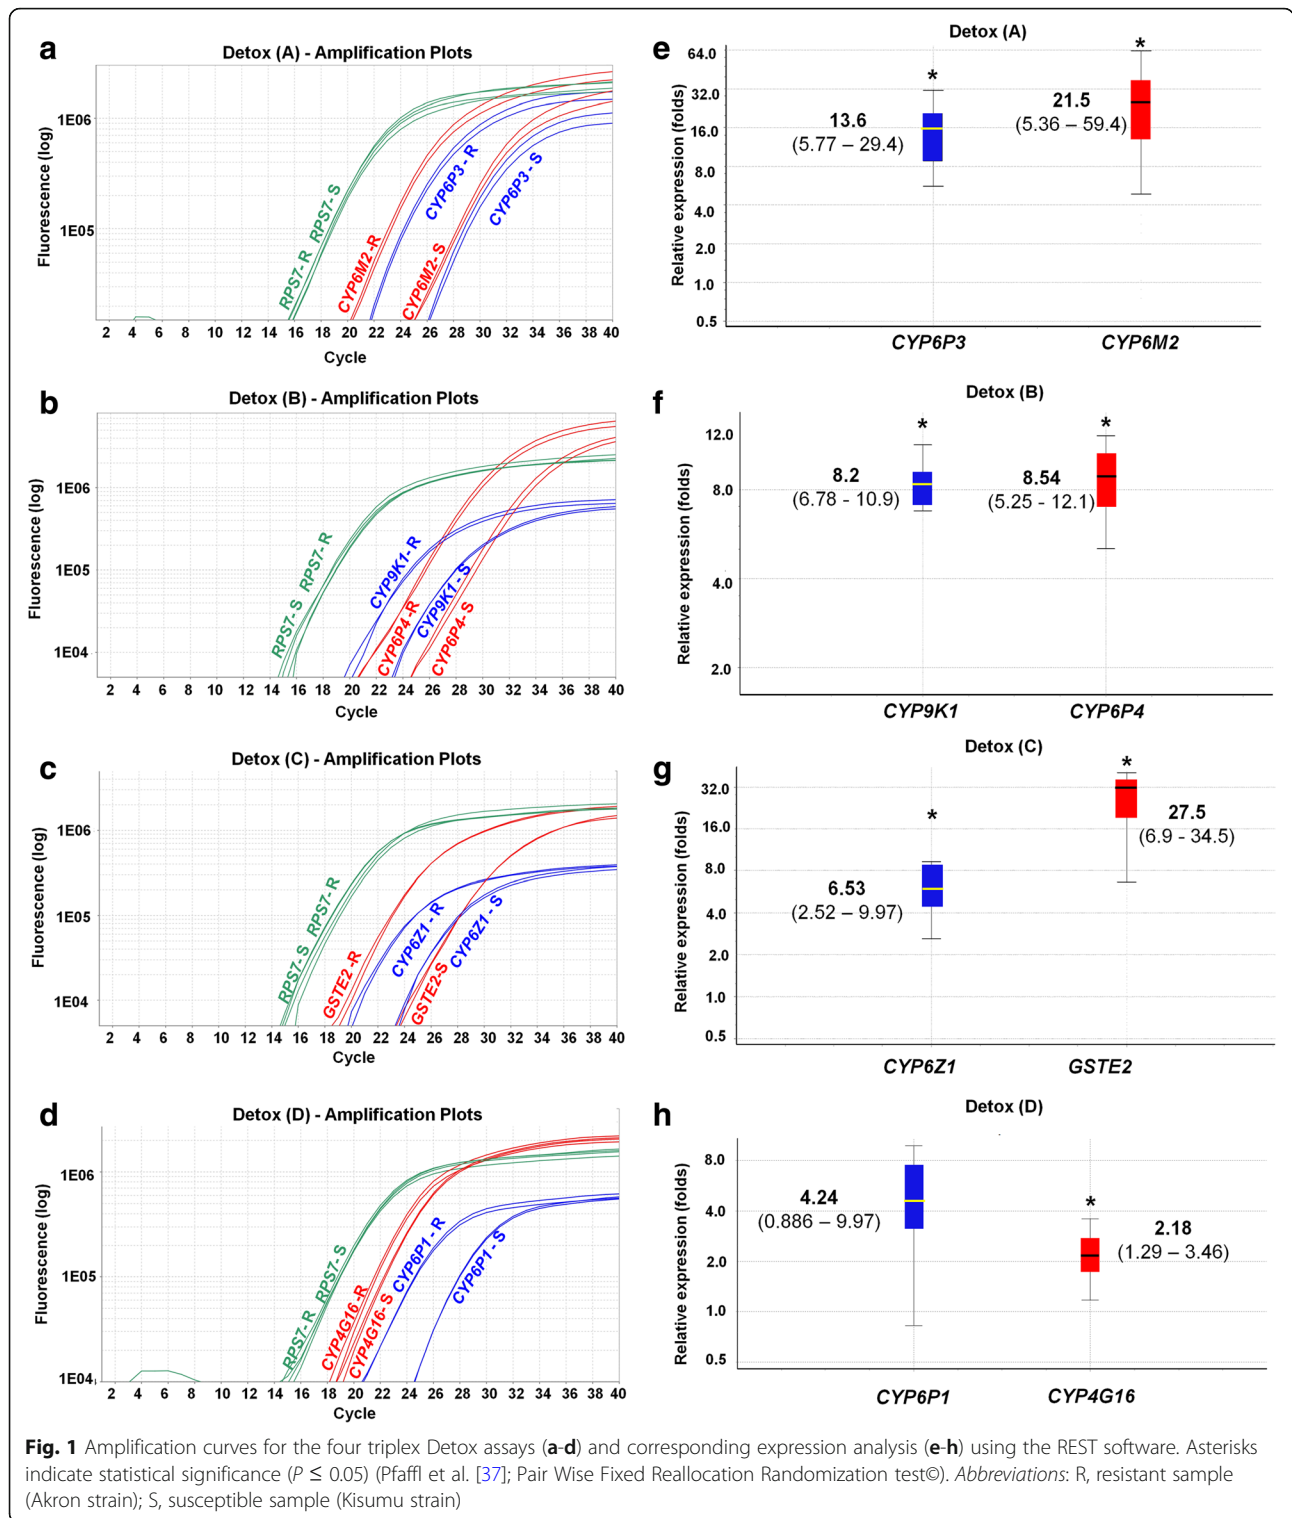 a
Detox (A) - Amplification Plots
Fluorescence (log)
1E06
1E05
RPS7- R
RPS7- S
CYP6M2 -R
CYP6P3 - R
CYP6M2- S
CYP6P3 - S
2 4 6 8 10 12 14 16 18 20 22 24 26 28 30 32 34 36 38 40
Cycle
e
Detox (A)
Relative expression (folds)
64.0
32.0
16.0
8.0
4.0
2.0
1.0
0.5
*
13.6
(5.77 – 29.4)
*
21.5
(5.36 – 59.4)
CYP6P3 CYP6M2
b
Detox (B) - Amplification Plots
Fluorescence (log)
1E06
1E05
1E04
RPS7- S
RPS7- R
CYP9K1- R
CYP6P4 -R
CYP9K1 - S
CYP6P4- S
2 4 6 8 10 12 14 16 18 20 22 24 26 28 30 32 34 36 38 40
Cycle
f
Detox (B)
Relative expression (folds)
12.0
8.0
4.0
2.0
*
8.2
(6.78 - 10.9)
*
8.54
(5.25 - 12.1)
CYP9K1 CYP6P4
c
Detox (C) - Amplification Plots
Fluorescence (log)
1E06
1E05
1E04
RPS7- S
RPS7- R
GSTE2 -R
CYP6Z1 - R
GSTE2-S
CYP6Z1 - S
2 4 6 8 10 12 14 16 18 20 22 24 26 28 30 32 34 36 38 40
Cycle
g
Detox (C)
Relative expression (folds)
32.0
16.0
8.0
4.0
2.0
1.0
0.5
*
6.53
(2.52 – 9.97)
*
27.5
(6.9 - 34.5)
CYP6Z1 GSTE2
d
Detox (D) - Amplification Plots
Fluorescence (log)
1E06
1E05
1E04
RPS7- R
RPS7- S
CYP4G16 -R
CYP4G16- S
CYP6P1 - R
CYP6P1 - S
2 4 6 8 10 12 14 16 18 20 22 24 26 28 30 32 34 36 38 40
Cycle
h
Detox (D)
Relative expression (folds)
8.0
4.0
2.0
1.0
0.5
4.24
(0.886 – 9.97)
*
2.18
(1.29 – 3.46)
CYP6P1 CYP4G16
Fig. 1 Amplification curves for the four triplex Detox assays (a-d) and corresponding expression analysis (e-h) using the REST software. Asterisks
indicate statistical significance (P ≤ 0.05) (Pfaffl et al. [37]; Pair Wise Fixed Reallocation Randomization test©). Abbreviations: R, resistant sample
(Akron strain); S, susceptible sample (Kisumu strain)